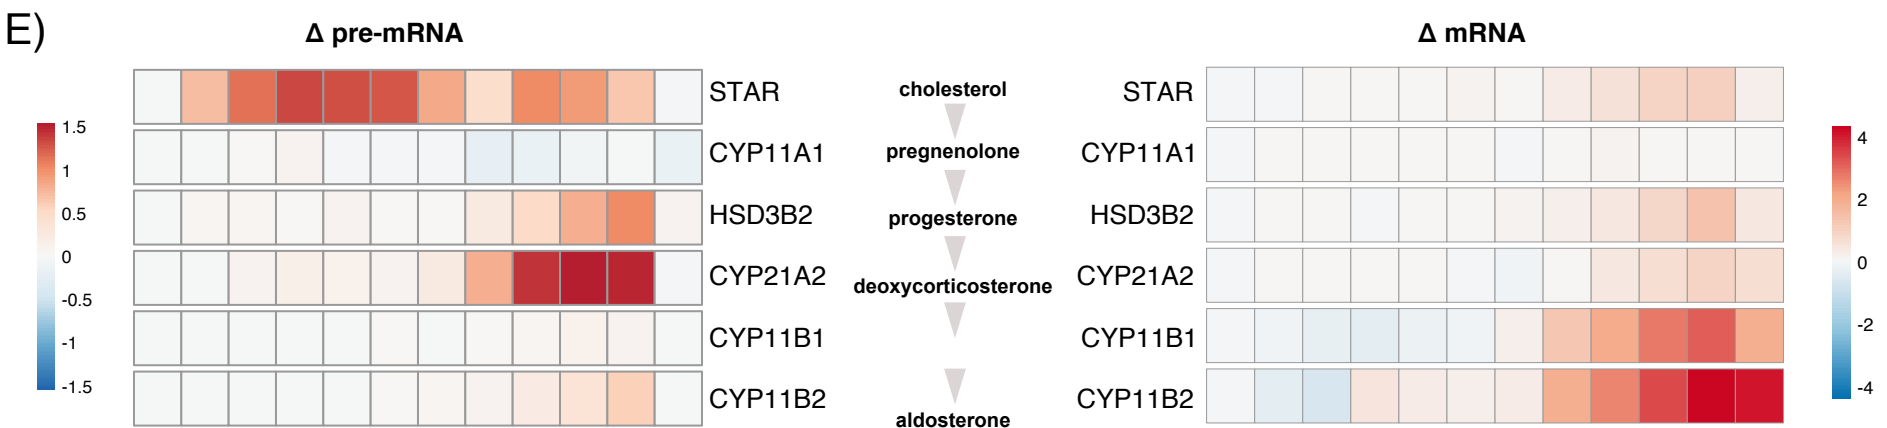 E)
Δ pre-mRNA
Δ mRNA
1.5
1
0.5
0
-0.5
-1
-1.5
STAR
CYP11A1
HSD3B2
CYP21A2
CYP11B1
CYP11B2
cholesterol
pregnenolone
progesterone
deoxycorticosterone
aldosterone
STAR
CYP11A1
HSD3B2
CYP21A2
CYP11B1
CYP11B2
4
2
0
-2
-4